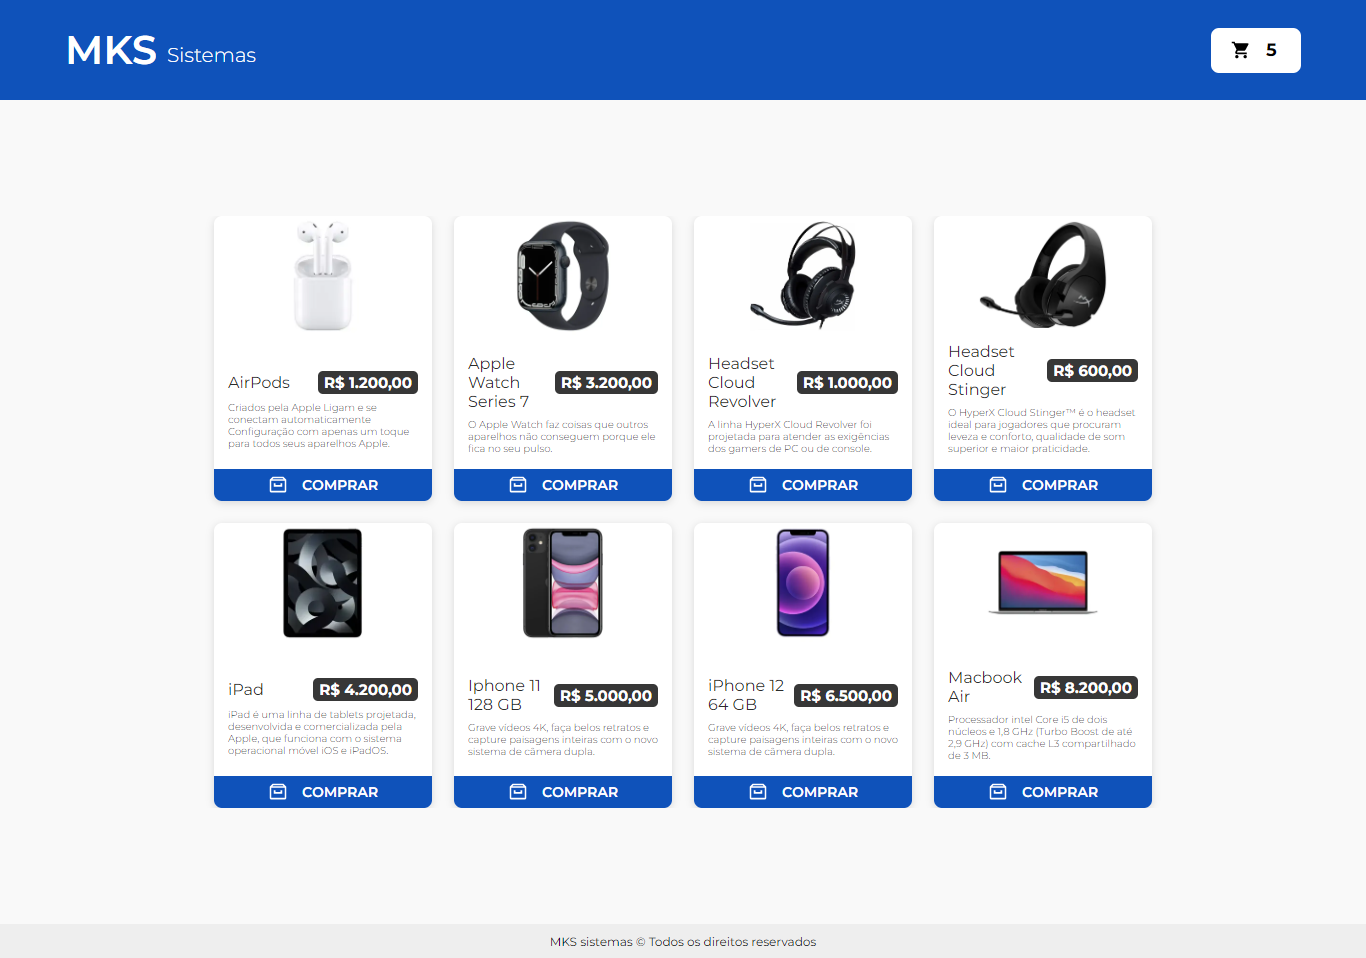 MKS Sistemas
5
AirPods
R$ 1.200,00
Criados pela Apple Ligam e se
conectam automaticamente
Configuração com apenas um toque
para todos seus aparelhos Apple.
COMPRAR
Apple
Watch
Series 7
R$ 3.200,00
O Apple Watch faz coisas que outros
aparelhos não conseguem porque ele
fica no seu pulso.
COMPRAR
Headset
Cloud
Revolver
R$ 1.000,00
A linha HyperX Cloud Revolver foi
projetada para atender as exigências
dos gamers de PC ou de console.
COMPRAR
Headset
Cloud
Stinger
R$ 600,00
O HyperX Cloud Stinger™ é o headset
ideal para jogadores que procuram
leveza e conforto, qualidade de som
superior e maior praticidade.
COMPRAR
iPad
R$ 4.200,00
iPad é uma linha de tablets projetada,
desenvolvida e comercializada pela
Apple, que funciona com o sistema
operacional móvel iOS e iPadOS.
COMPRAR
Iphone 11
128 GB
R$ 5.000,00
Grave vídeos 4K, faça belos retratos e
capture paisagens inteiras com o novo
sistema de câmera dupla.
COMPRAR
iPhone 12
64 GB
R$ 6.500,00
Grave vídeos 4K, faça belos retratos e
capture paisagens inteiras com o novo
sistema de câmera dupla.
COMPRAR
Macbook
Air
R$ 8.200,00
Processador intel Core i5 de dois
núcleos e 1,8 GHz (Turbo Boost de até
2,9 GHz) com cache L3 compartilhado
de 3 MB.
COMPRAR
MKS sistemas © Todos os direitos reservados